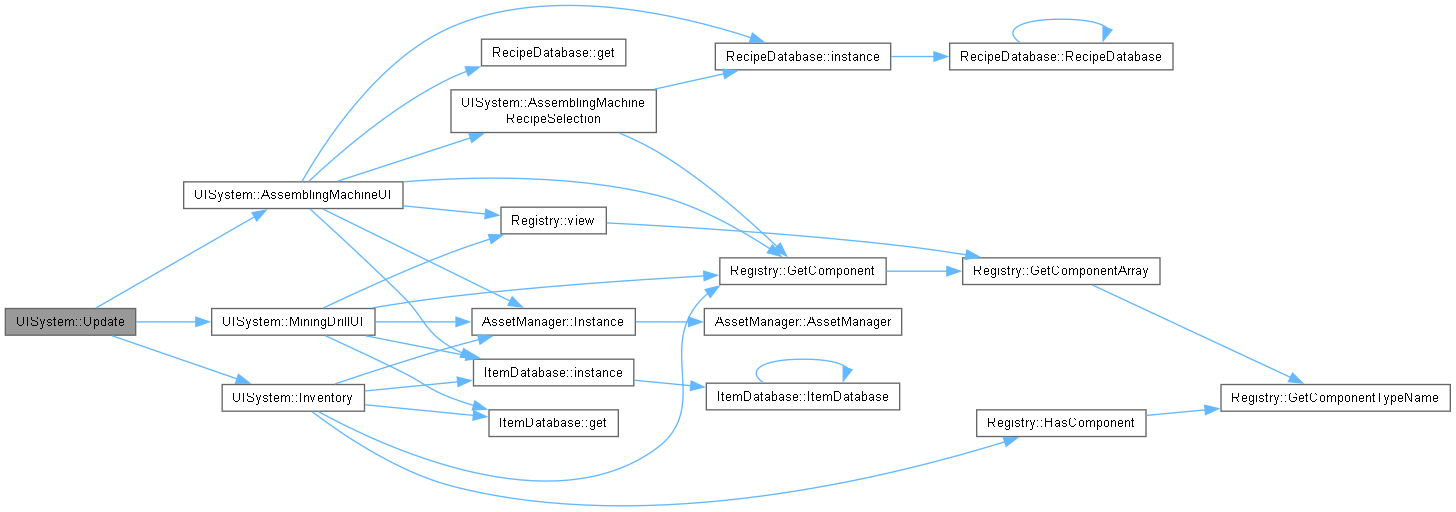 RecipeDatabase::get
RecipeDatabase::instance
RecipeDatabase::RecipeDatabase
UISystem::AssemblingMachine
RecipeSelection
UISystem::AssemblingMachineUI
Registry::view
Registry::GetComponent
Registry::GetComponentArray
UISystem::Update
UISystem::MiningDrillUI
AssetManager::Instance
AssetManager::AssetManager
ItemDatabase::instance
ItemDatabase::ItemDatabase
UISystem::Inventory
Registry::GetComponentTypeName
ItemDatabase::get
Registry::HasComponent